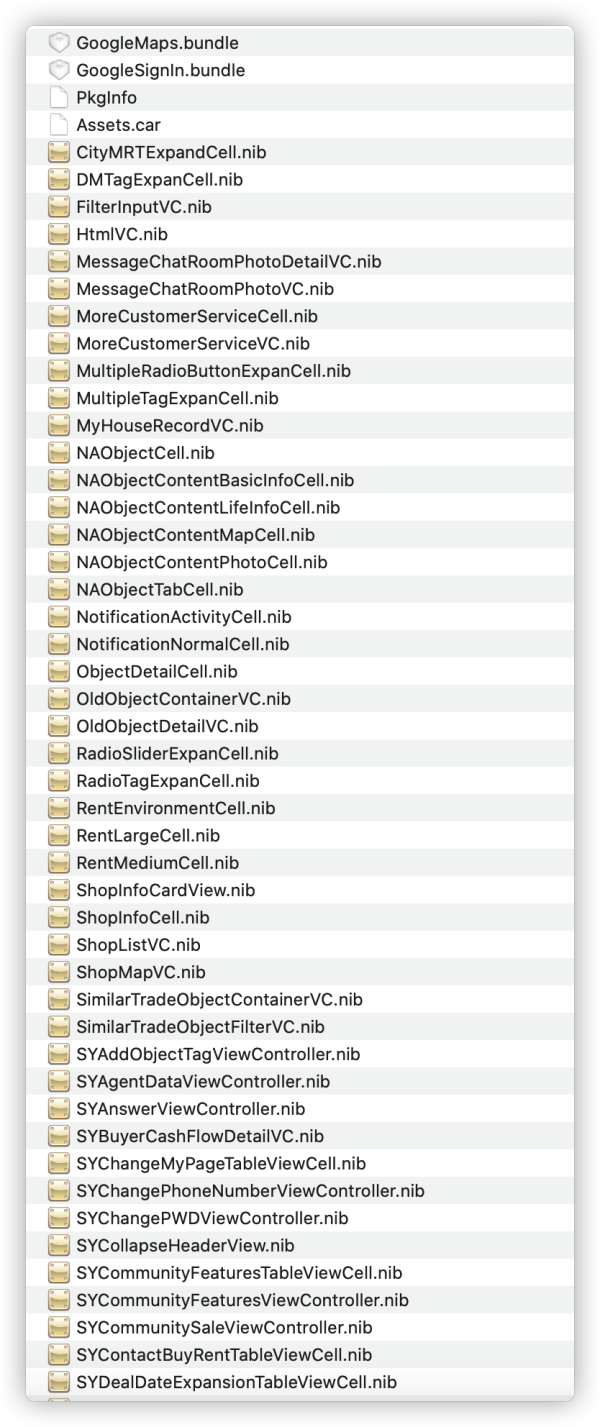 GoogleMaps.bundle
GoogleSignIn.bundle
PkgInfo
Assets.car
CityMRTExpandCell.nib
DMTagExpanCell.nib
FilterInputVC.nib
HtmlVC.nib
MessageChatRoomPhotoDetailVC.nib
MessageChatRoomPhotoVC.nib
MoreCustomerServiceCell.nib
MoreCustomerServiceVC.nib
MultipleRadioButtonExpanCell.nib
MultipleTagExpanCell.nib
MyHouseRecordVC.nib
NAObjectCell.nib
NAObjectContentBasicInfoCell.nib
NAObjectContentLifeInfoCell.nib
NAObjectContentMapCell.nib
NAObjectContentPhotoCell.nib
NAObjectTabCell.nib
NotificationActivityCell.nib
NotificationNormalCell.nib
ObjectDetailCell.nib
OldObjectContainerVC.nib
OldObjectDetailVC.nib
RadioSliderExpanCell.nib
RadioTagExpanCell.nib
RentEnvironmentCell.nib
RentLargeCell.nib
RentMediumCell.nib
ShopInfoCardView.nib
ShopInfoCell.nib
ShopListVC.nib
ShopMapVC.nib
SimilarTradeObjectContainerVC.nib
SimilarTradeObjectFilterVC.nib
SYAddObjectTagViewController.nib
SYAgentDataViewController.nib
SYAnswerViewController.nib
SYBuyerCashFlowDetailVC.nib
SYChangeMyPageTableViewCell.nib
SYChangePhoneNumberViewController.nib
SYChangePWDViewController.nib
SYCollapseHeaderView.nib
SYCommunityFeaturesTableViewCell.nib
SYCommunityFeaturesViewController.nib
SYCommunitySaleViewController.nib
SYContactBuyRentTableViewCell.nib
SYDealDateExpansionTableViewCell.nib